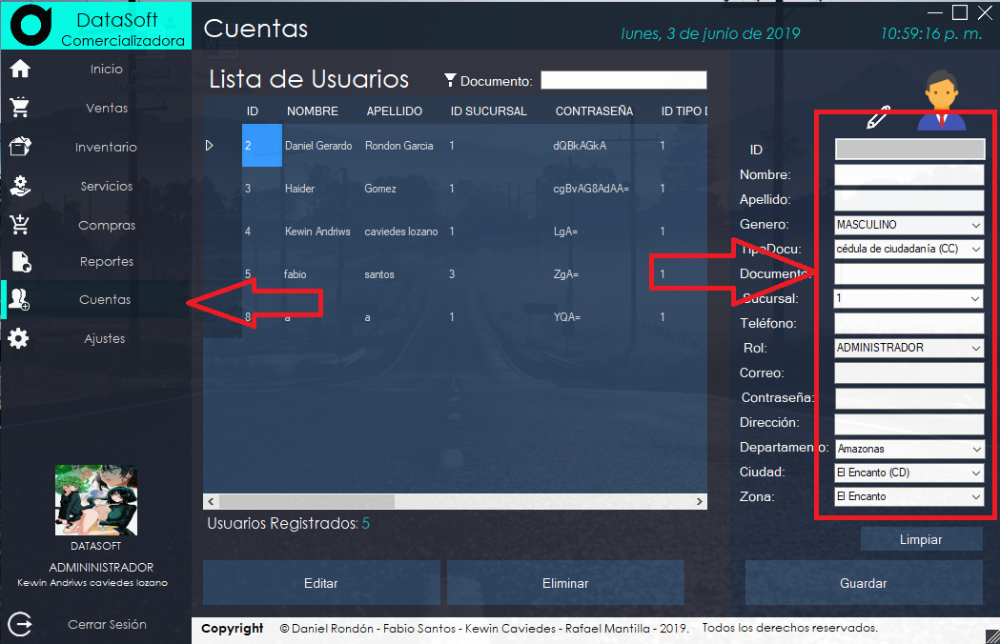 DataSoft
Comercializadora
Cuentas
lunes, 3 de junio de 2019 10:59:16 p. m.
Inicio
Ventas
Inventario
Servicios
Compras
Reportes
Cuentas
Ajustes
DATASOFT
ADMININISTRADOR
Kewin Andriws caviedes lozano
Cerrar Sesión
Lista de Usuarios Documento:
ID NOMBRE APELLIDO ID SUCURSAL CONTRASEÑA ID TIPO D
2 Daniel Gerardo Rondon Garcia 1 dQBkAGkA 1
3 Haider Gomez 1 cgBvAG8AdAA= 1
4 Kewin Andriws caviedes lozano 1 LgA= 1
5 fabio santos 3 ZgA= 1
8 a a 1 YQA= 1
Usuarios Registrados: 5
Editar Eliminar
ID
Nombre:
Apellido:
Genero: MASCULINO
TipoDocu: cédula de ciudadanía (CC)
Documento:
Sucursal: 1
Teléfono:
Rol: ADMINISTRADOR
Correo:
Contraseña:
Dirección:
Departamento: Amazonas
Ciudad: El Encanto (CD)
Zona: El Encanto
Limpiar
Guardar
Copyright © Daniel Rondón - Fabio Santos - Kewin Caviedes - Rafael Mantilla - 2019. Todos los derechos reservados.